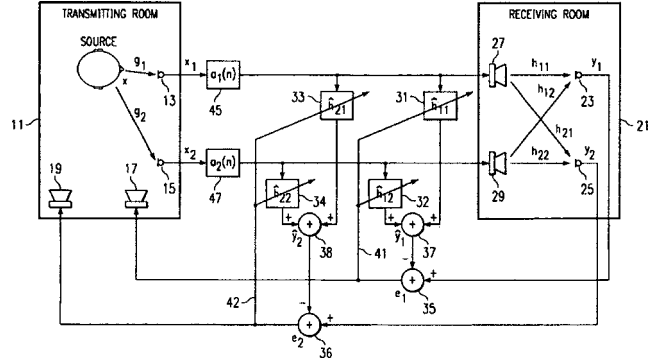 TRANSMITTING ROOM
RECEIVING ROOM
SOURCE
x
g1
g2
x1
x2
13
15
a1(n)
45
a2(n)
47
33
ĥ21
31
ĥ11
27
29
h11
h12
h21
h22
y1
23
y2
25
11
21
19
17
ĥ22
34
ĥ12
32
+
+
+
ŷ2
38
+
+
+
ŷ1
37
42
41
-
+
+
e1
35
-
+
+
e2
36